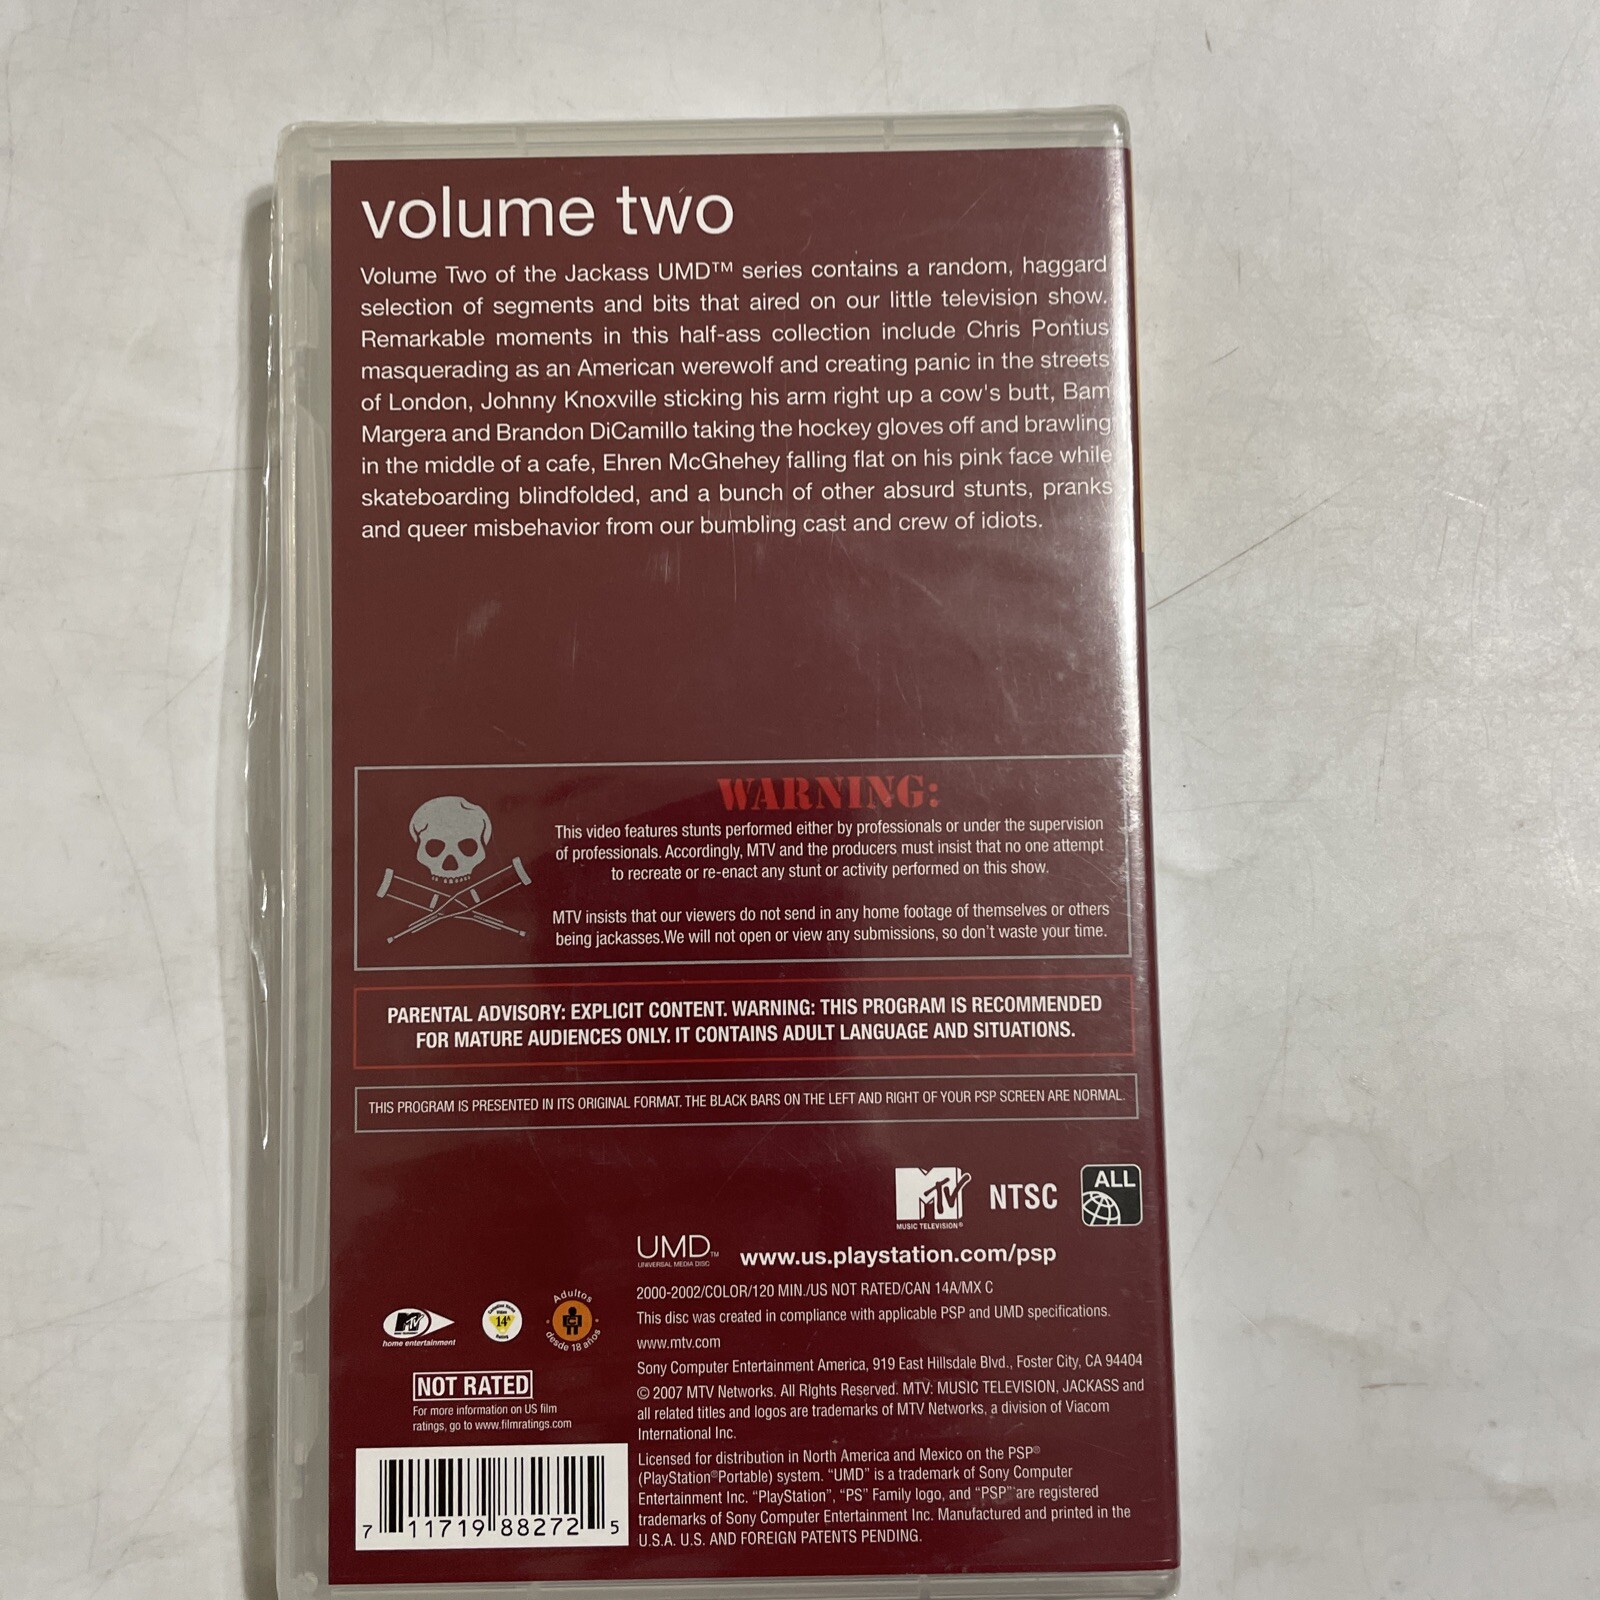 volume two
Volume Two of the Jackass UMD™ series contains a random, haggard
selection of segments and bits that aired on our little television show.
Remarkable moments in this half-ass collection include Chris Pontius
masquerading as an American werewolf and creating panic in the streets
of London, Johnny Knoxville sticking his arm right up a cow's butt, Bam
Margera and Brandon DiCamillo taking the hockey gloves off and brawling
in the middle of a cafe, Ehren McGhehey falling flat on his pink face while
skateboarding blindfolded, and a bunch of other absurd stunts, pranks
and queer misbehavior from our bumbling cast and crew of idiots.
WARNING:
This video features stunts performed either by professionals or under the supervision
of professionals. Accordingly, MTV and the producers must insist that no one attempt
to recreate or re-enact any stunt or activity performed on this show.
MTV insists that our viewers do not send in any home footage of themselves or others
being jackasses.We will not open or view any submissions, so don't waste your time.
PARENTAL ADVISORY: EXPLICIT CONTENT. WARNING: THIS PROGRAM IS RECOMMENDED
FOR MATURE AUDIENCES ONLY. IT CONTAINS ADULT LANGUAGE AND SITUATIONS.
THIS PROGRAM IS PRESENTED IN ITS ORIGINAL FORMAT. THE BLACK BARS ON THE LEFT AND RIGHT OF YOUR PSP SCREEN ARE NORMAL.
MTV
MUSIC TELEVISION®
NTSC
ALL
UMD™
UNIVERSAL MEDIA DISC
www.us.playstation.com/psp
2000-2002/COLOR/120 MIN./US NOT RATED/CAN 14A/MX C
This disc was created in compliance with applicable PSP and UMD specifications.
www.mtv.com
Sony Computer Entertainment America, 919 East Hillsdale Blvd., Foster City, CA 94404
© 2007 MTV Networks. All Rights Reserved. MTV: MUSIC TELEVISION, JACKASS and
all related titles and logos are trademarks of MTV Networks, a division of Viacom
International Inc.
Licensed for distribution in North America and Mexico on the PSP®
(PlayStation®Portable) system. "UMD" is a trademark of Sony Computer
Entertainment Inc. "PlayStation", "PS" Family logo, and "PSP" are registered
trademarks of Sony Computer Entertainment Inc. Manufactured and printed in the
U.S.A. U.S. AND FOREIGN PATENTS PENDING.
MTV
home entertainment
14A
Adultos
C
desde 18 años
NOT RATED
For more information on US film
ratings, go to www.filmratings.com
7 11719 88272 5